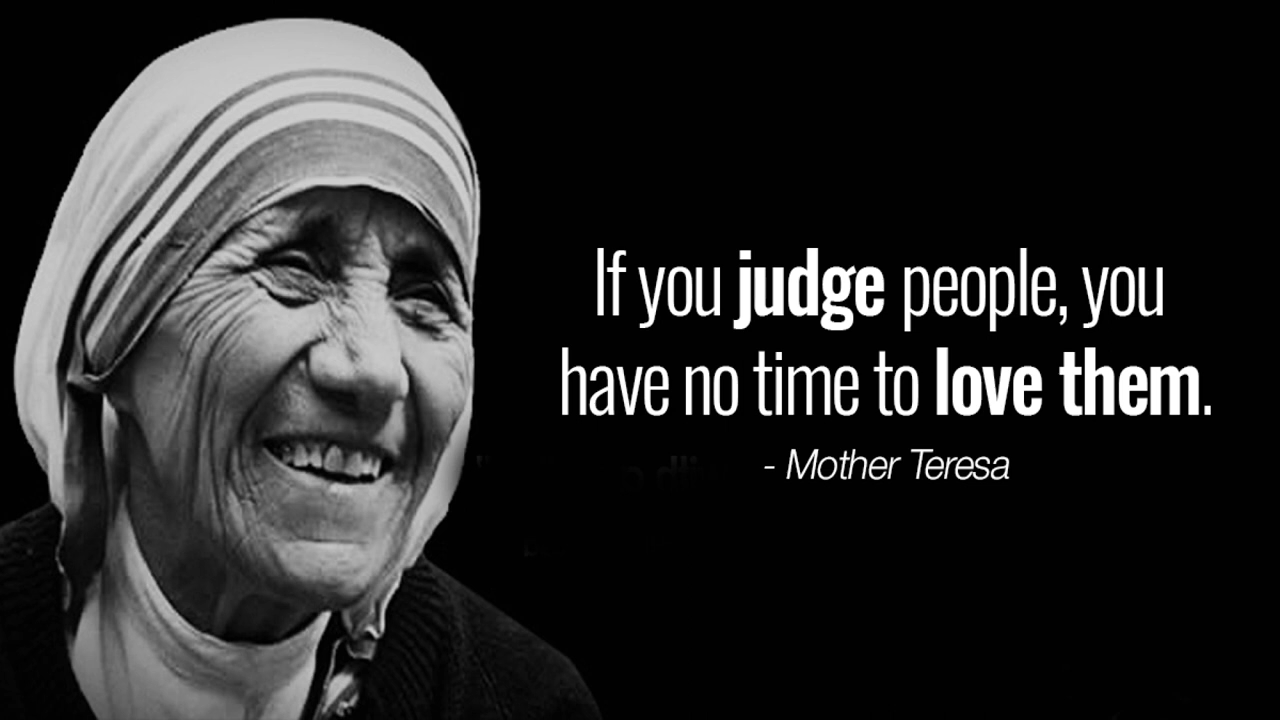 If you judge people, you
have no time to love them.
- Mother Teresa